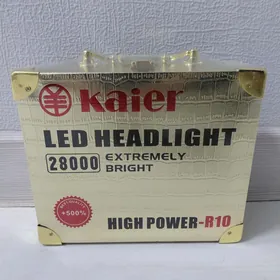 Kaier
LED HEADLIGHT
28000 EXTREMELY
BRIGHT
+500%
HIGH POWER-R10